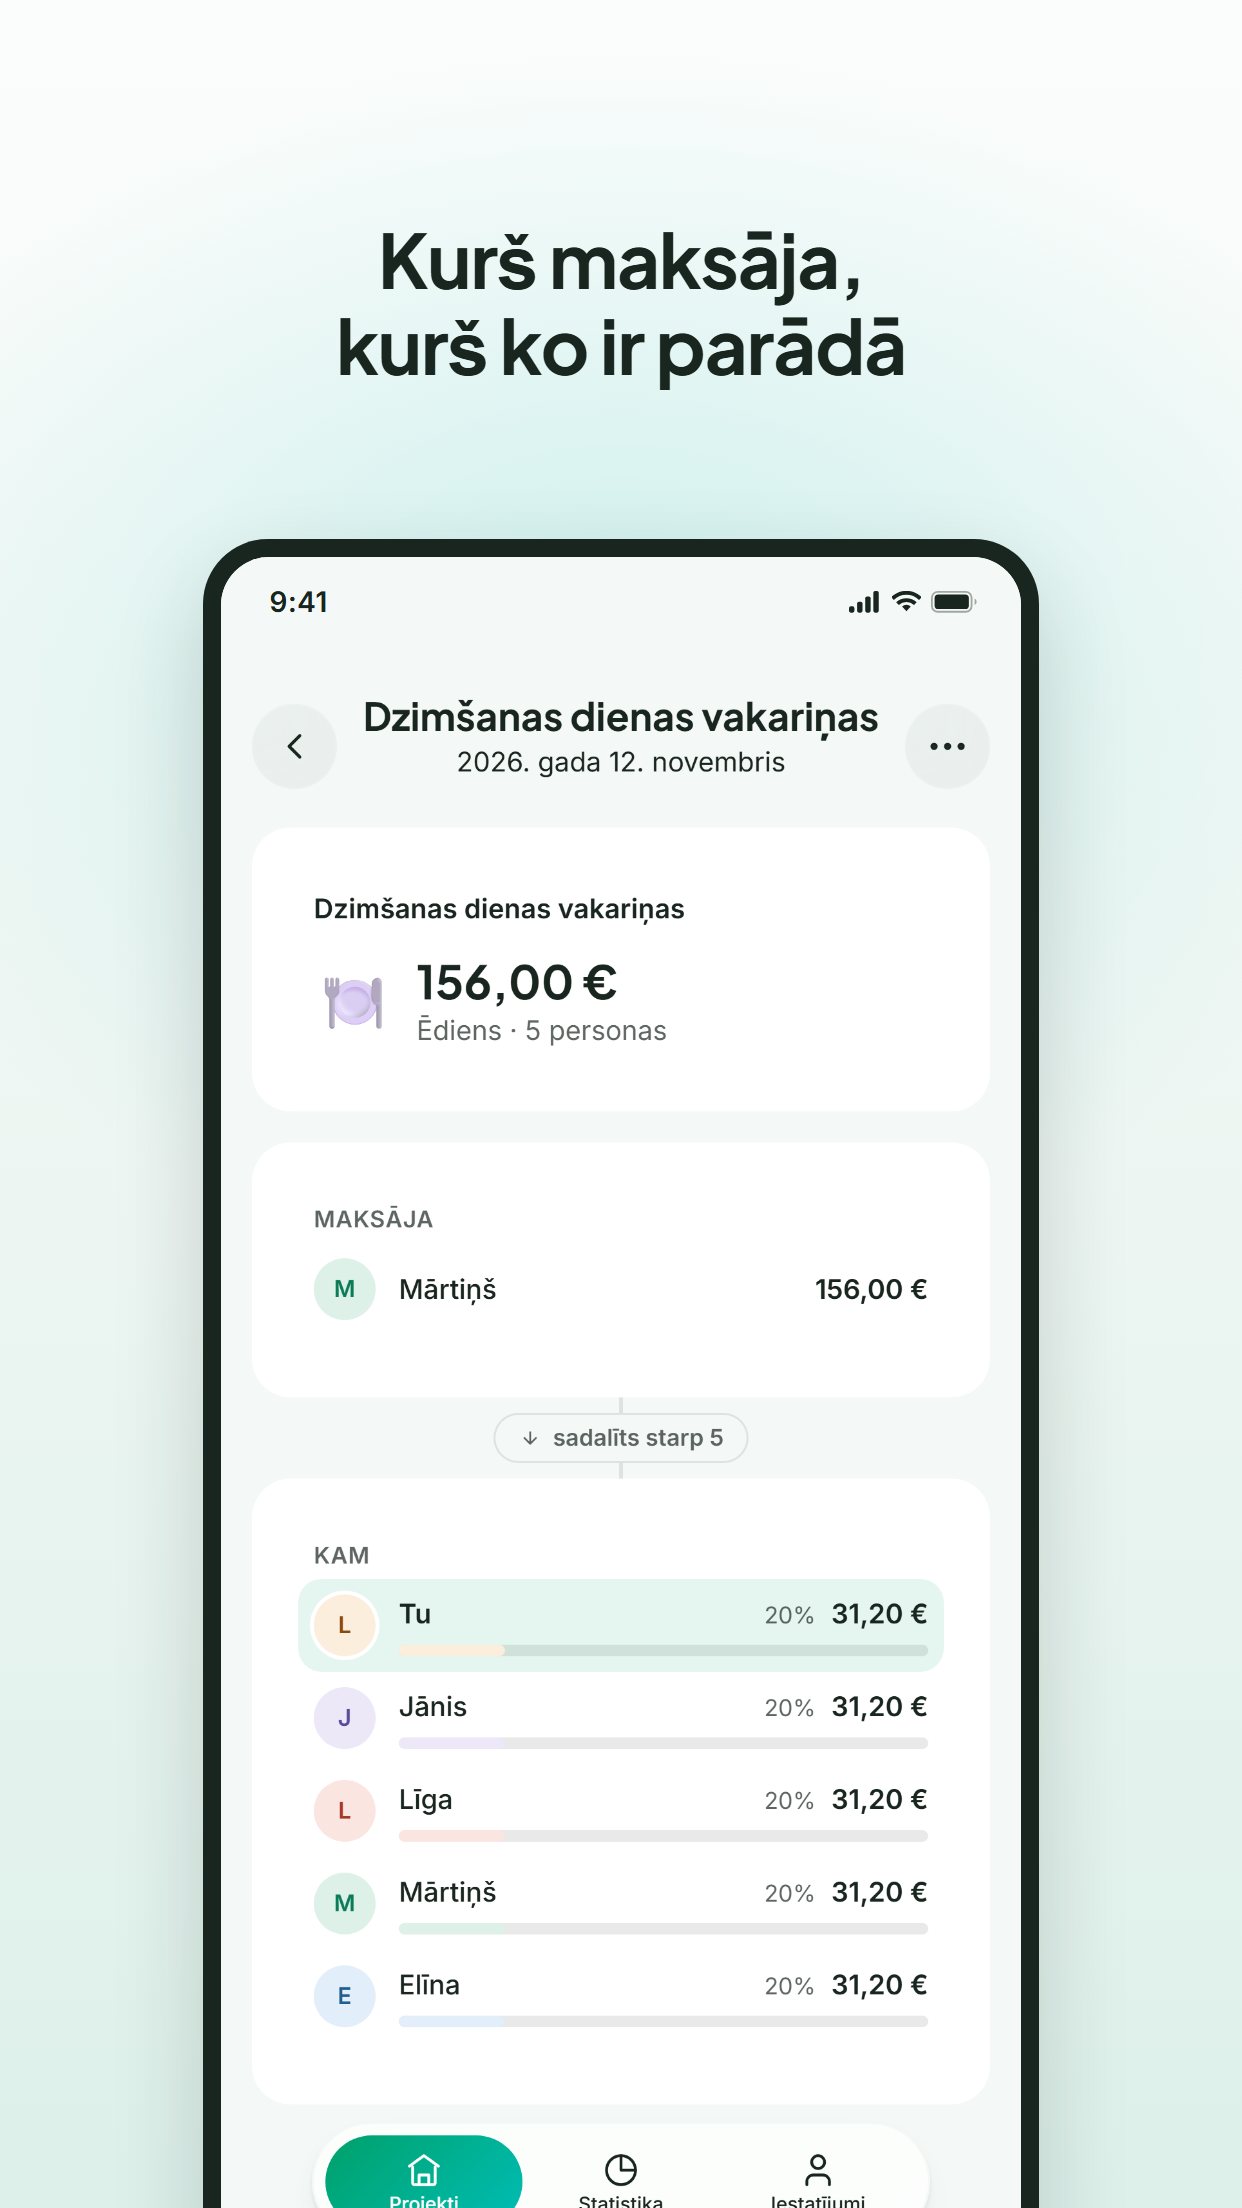 Kurš maksāja,
kurš ko ir parādā
9:41
Dzimšanas dienas vakariņas
2026. gada 12. novembris
Dzimšanas dienas vakariņas
156,00 €
Ēdiens · 5 personas
MAKSĀJA
M Mārtiņš 156,00 €
sadalīts starp 5
KAM
L Tu 20% 31,20 €
J Jānis 20% 31,20 €
L Līga 20% 31,20 €
M Mārtiņš 20% 31,20 €
E Elīna 20% 31,20 €
Projekti Statistika Iestatījumi